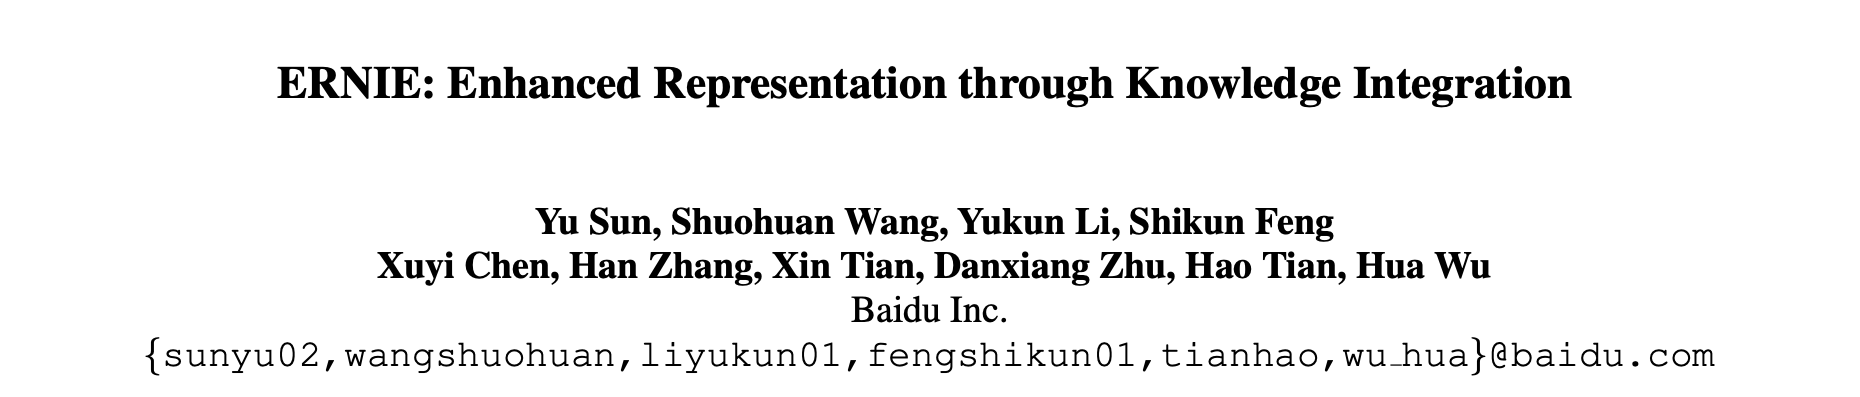 ERNIE: Enhanced Representation through Knowledge Integration
Yu Sun, Shuohuan Wang, Yukun Li, Shikun Feng
Xuyi Chen, Han Zhang, Xin Tian, Danxiang Zhu, Hao Tian, Hua Wu
Baidu Inc.
{sunyu02,wangshuohuan,liyukun01,fengshikun01,tianhao,wu_hua}@baidu.com